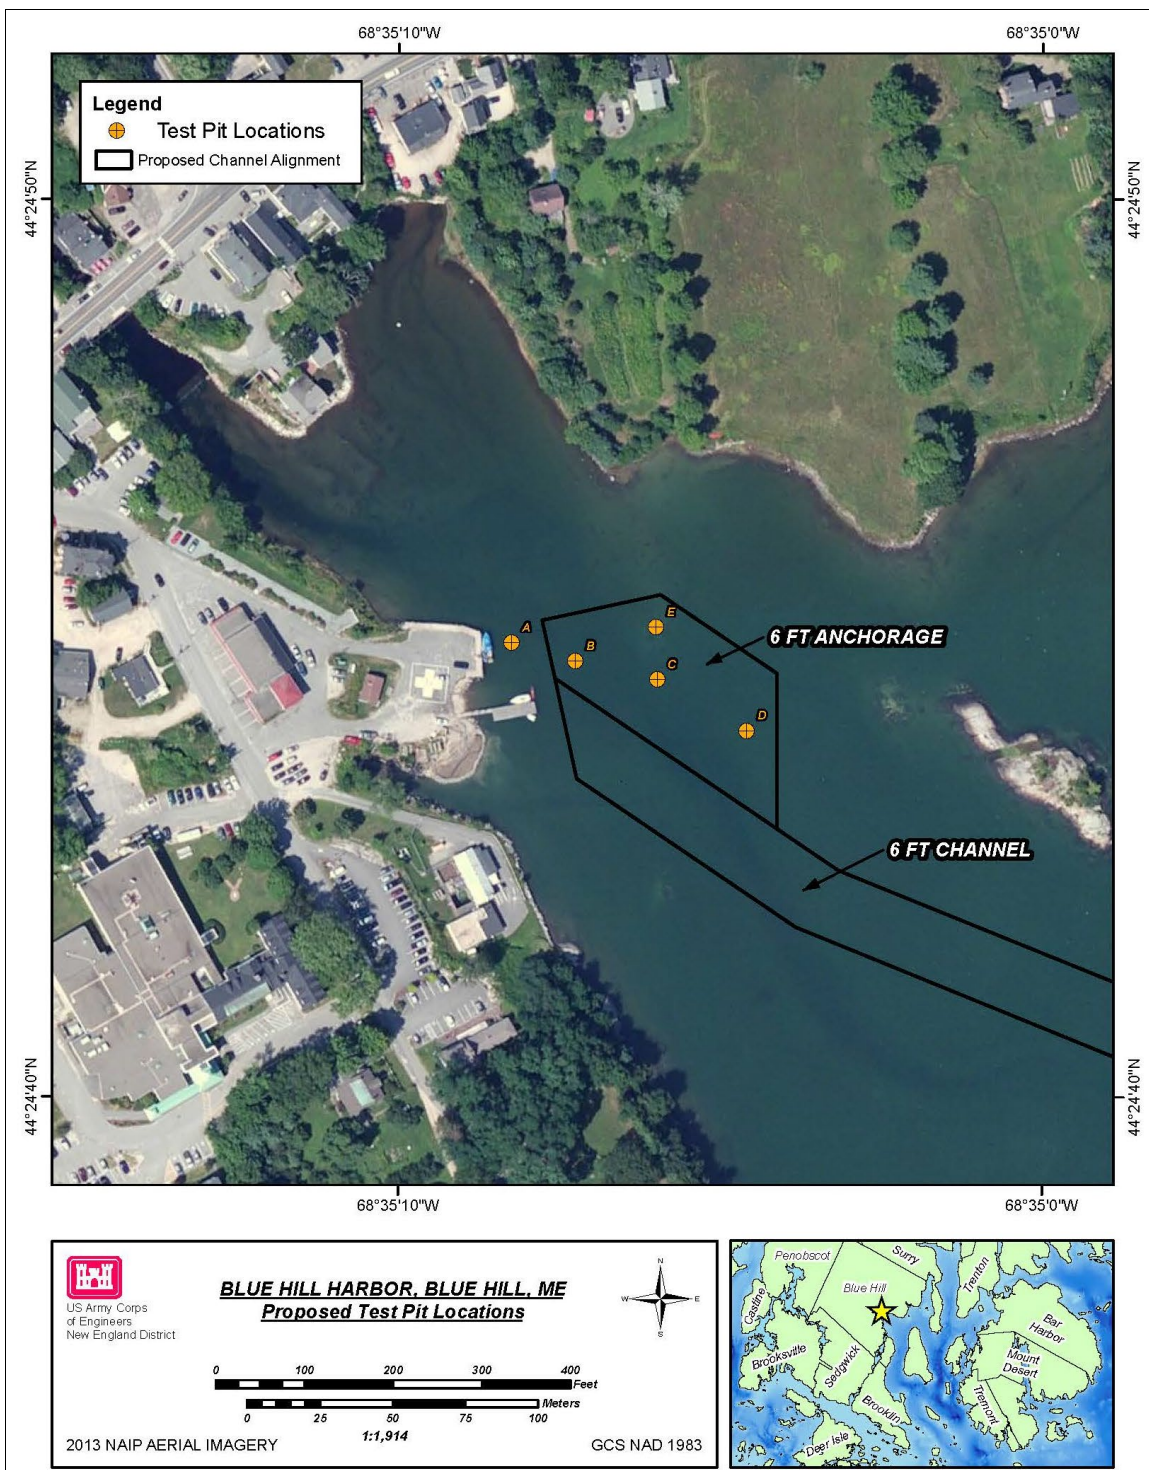 68°35'10"W
68°35'0"W
Legend
Test Pit Locations
Proposed Channel Alignment
44°24'50"N
44°24'50"N
A
E
B
C
D
6 FT ANCHORAGE
6 FT CHANNEL
44°24'40"N
44°24'40"N
68°35'10"W
68°35'0"W
US Army Corps
of Engineers
New England District
BLUE HILL HARBOR, BLUE HILL, ME
Proposed Test Pit Locations
N
W
E
S
0 100 200 300 400
Feet
Meters
0 25 50 75 100
1:1,914
2013 NAIP AERIAL IMAGERY
GCS NAD 1983
Penobscot
Surry
Trenton
Blue Hill
Castine
Bar
Harbor
Brooksville
Sedgwick
Mount
Desert
Tremont
Brooklin
Deer Isle